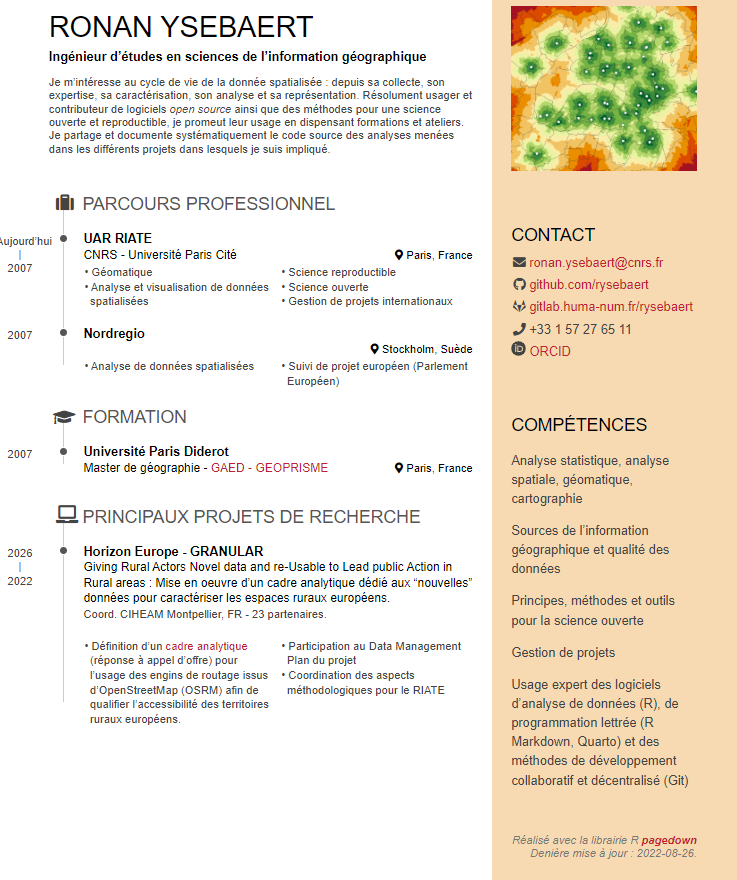 RONAN YSEBAERT
Ingénieur d'études en sciences de l'information géographique
Je m'intéresse au cycle de vie de la donnée spatialisée : depuis sa collecte, son
expertise, sa caractérisation, son analyse et sa représentation. Résolument usager et
contributeur de logiciels open source ainsi que des méthodes pour une science
ouverte et reproductible, je promeut leur usage en dispensant formations et ateliers.
Je partage et documente systématiquement le code source des analyses menées
dans les différents projets dans lesquels je suis impliqué.
PARCOURS PROFESSIONNEL
Aujourd'hui
|
2007
UAR RIATE
CNRS - Université Paris Cité
Paris, France
• Géomatique
• Analyse et visualisation de données
spatialisées
• Science reproductible
• Science ouverte
• Gestion de projets internationaux
2007
Nordregio
Stockholm, Suède
• Analyse de données spatialisées
• Suivi de projet européen (Parlement
Européen)
FORMATION
2007
Université Paris Diderot
Master de géographie - GAED - GEOPRISME
Paris, France
PRINCIPAUX PROJETS DE RECHERCHE
2026
|
2022
Horizon Europe - GRANULAR
Giving Rural Actors Novel data and re-Usable to Lead public Action in
Rural areas : Mise en oeuvre d'un cadre analytique dédié aux “nouvelles”
données pour caractériser les espaces ruraux européens.
Coord. CIHEAM Montpellier, FR - 23 partenaires.
• Définition d'un cadre analytique
(réponse à appel d'offre) pour
l'usage des engins de routage issus
d'OpenStreetMap (OSRM) afin de
qualifier l'accessibilité des territoires
ruraux européens.
• Participation au Data Management
Plan du projet
• Coordination des aspects
méthodologiques pour le RIATE
CONTACT
ronan.ysebaert@cnrs.fr
github.com/rysebaert
gitlab.huma-num.fr/rysebaert
+33 1 57 27 65 11
iD ORCID
COMPÉTENCES
Analyse statistique, analyse
spatiale, géomatique,
cartographie
Sources de l'information
géographique et qualité des
données
Principes, méthodes et outils
pour la science ouverte
Gestion de projets
Usage expert des logiciels
d'analyse de données (R), de
programmation lettrée (R
Markdown, Quarto) et des
méthodes de développement
collaboratif et décentralisé (Git)
Réalisé avec la librairie R pagedown
Denière mise à jour : 2022-08-26.